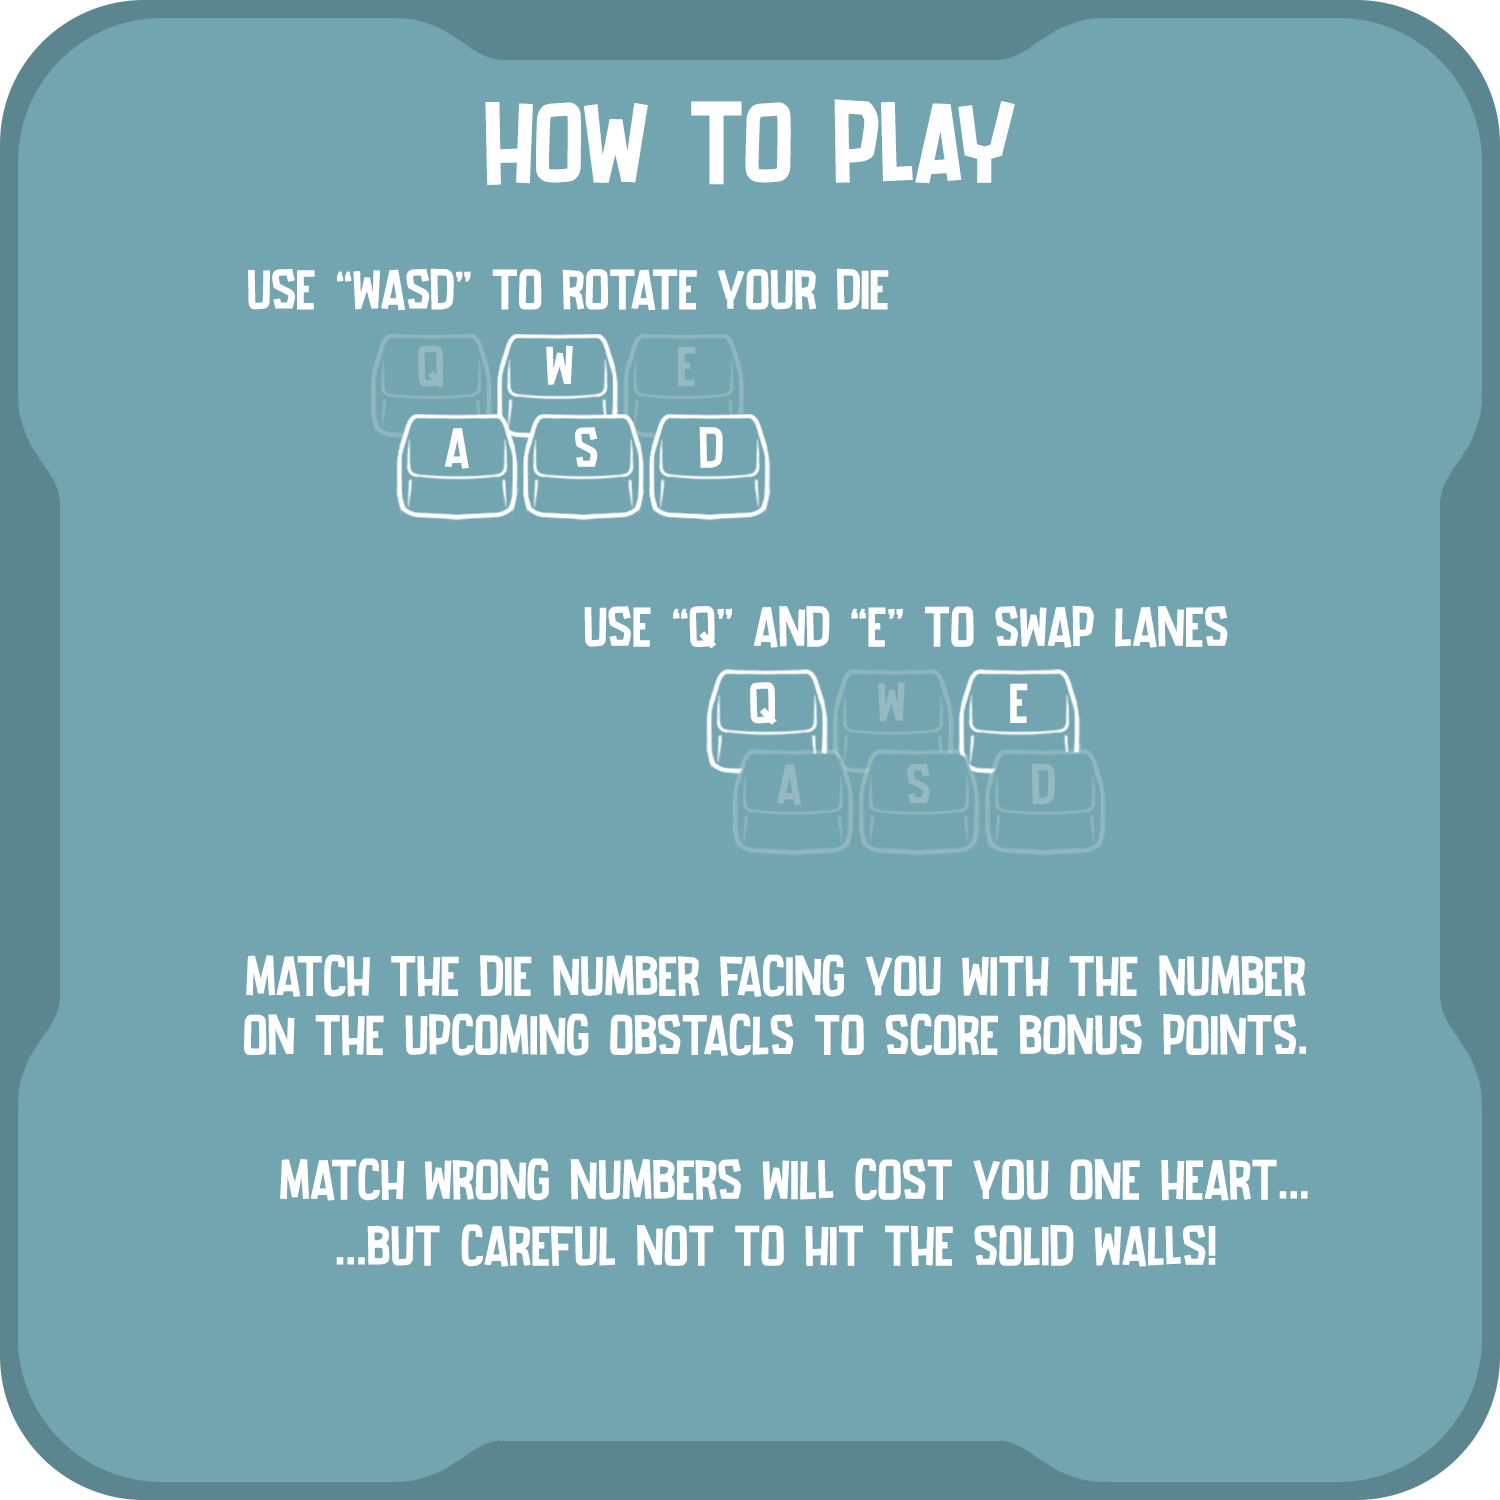 HOW TO PLAY
USE “WASD” TO ROTATE YOUR DIE
Q W E
A S D
USE “Q” AND “E” TO SWAP LANES
Q W E
A S D
MATCH THE DIE NUMBER FACING YOU WITH THE NUMBER
ON THE UPCOMING OBSTACLS TO SCORE BONUS POINTS.
MATCH WRONG NUMBERS WILL COST YOU ONE HEART...
...BUT CAREFUL NOT TO HIT THE SOLID WALLS!